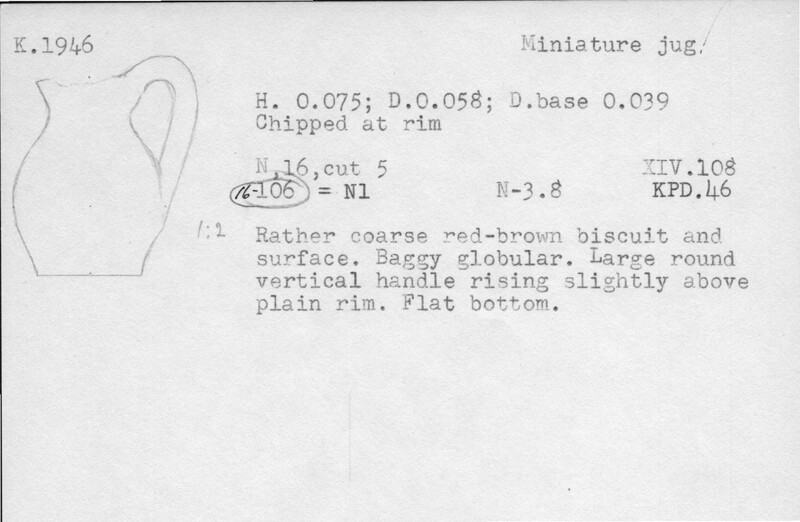 K.1946 Miniature jug.
H. 0.075; D.0.058; D.base 0.039
Chipped at rim
N,16,cut 5 XIV.108
16-106 = N1 N-3.8 KPD.46
1:2
Rather coarse red-brown biscuit and
surface. Baggy globular. Large round
vertical handle rising slightly above
plain rim. Flat bottom.